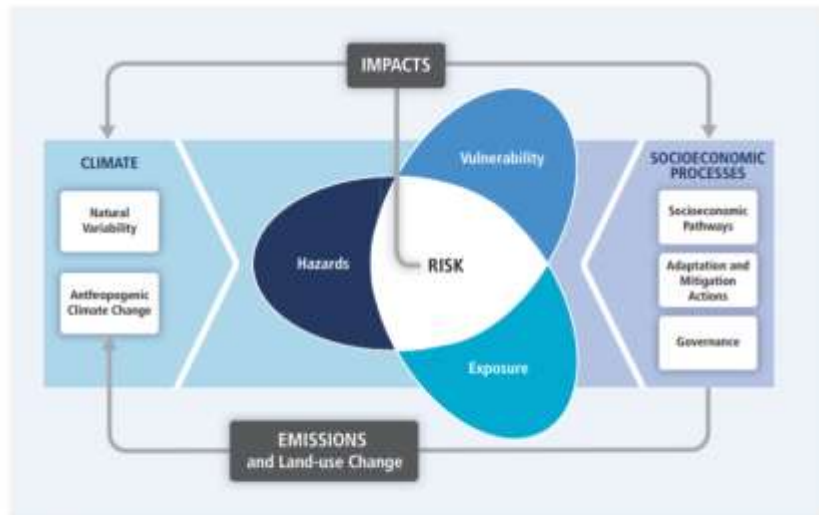 IMPACTS
CLIMATE
Natural
Variability
Anthropogenic
Climate Change
Vulnerability
Hazards
RISK
Exposure
SOCIOECONOMIC
PROCESSES
Socioeconomic
Pathways
Adaptation and
Mitigation
Actions
Governance
EMISSIONS
and Land-use Change